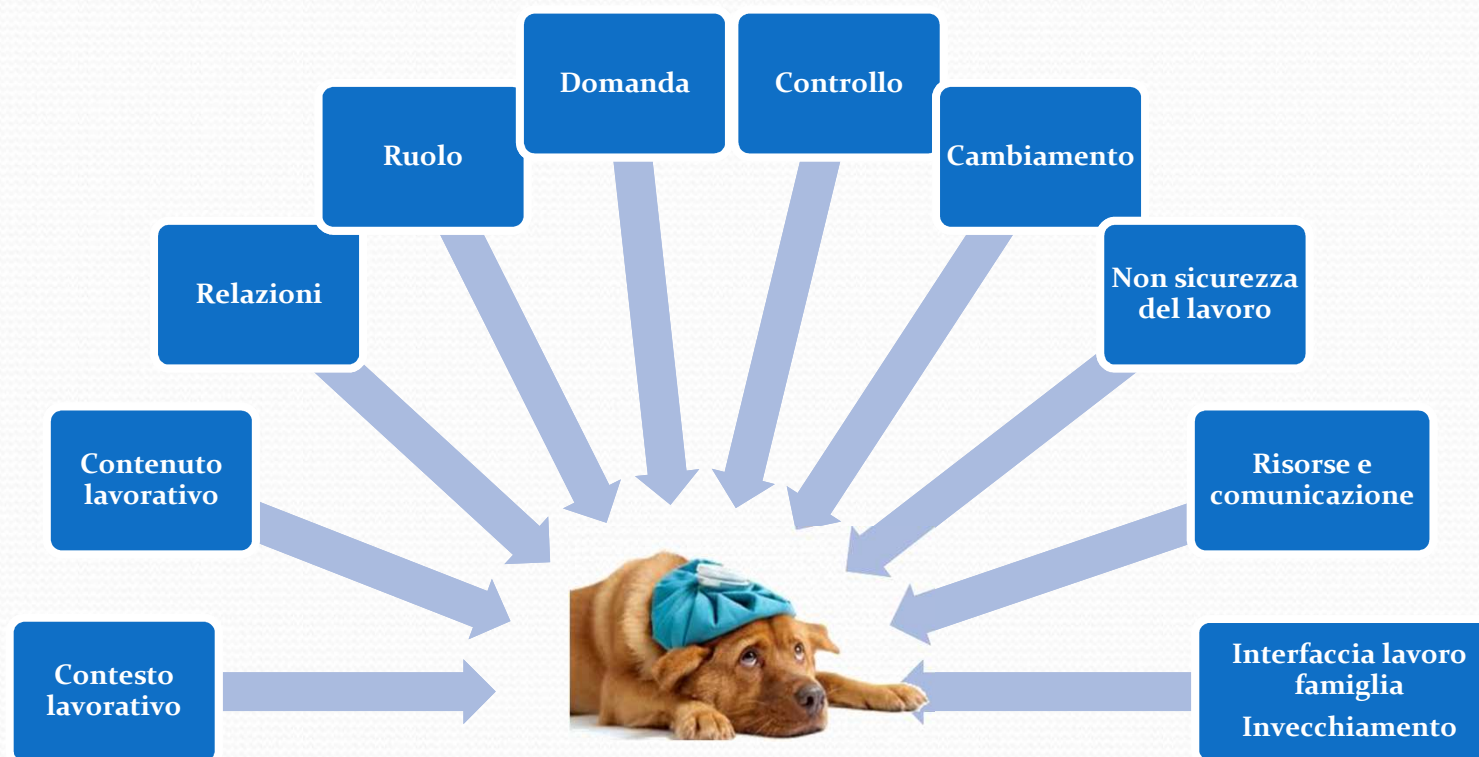 Domanda
Controllo
Ruolo
Cambiamento
Relazioni
Non sicurezza
del lavoro
Contenuto
lavorativo
Risorse e
comunicazione
Contesto
lavorativo
Interfaccia lavoro
famiglia
Invecchiamento